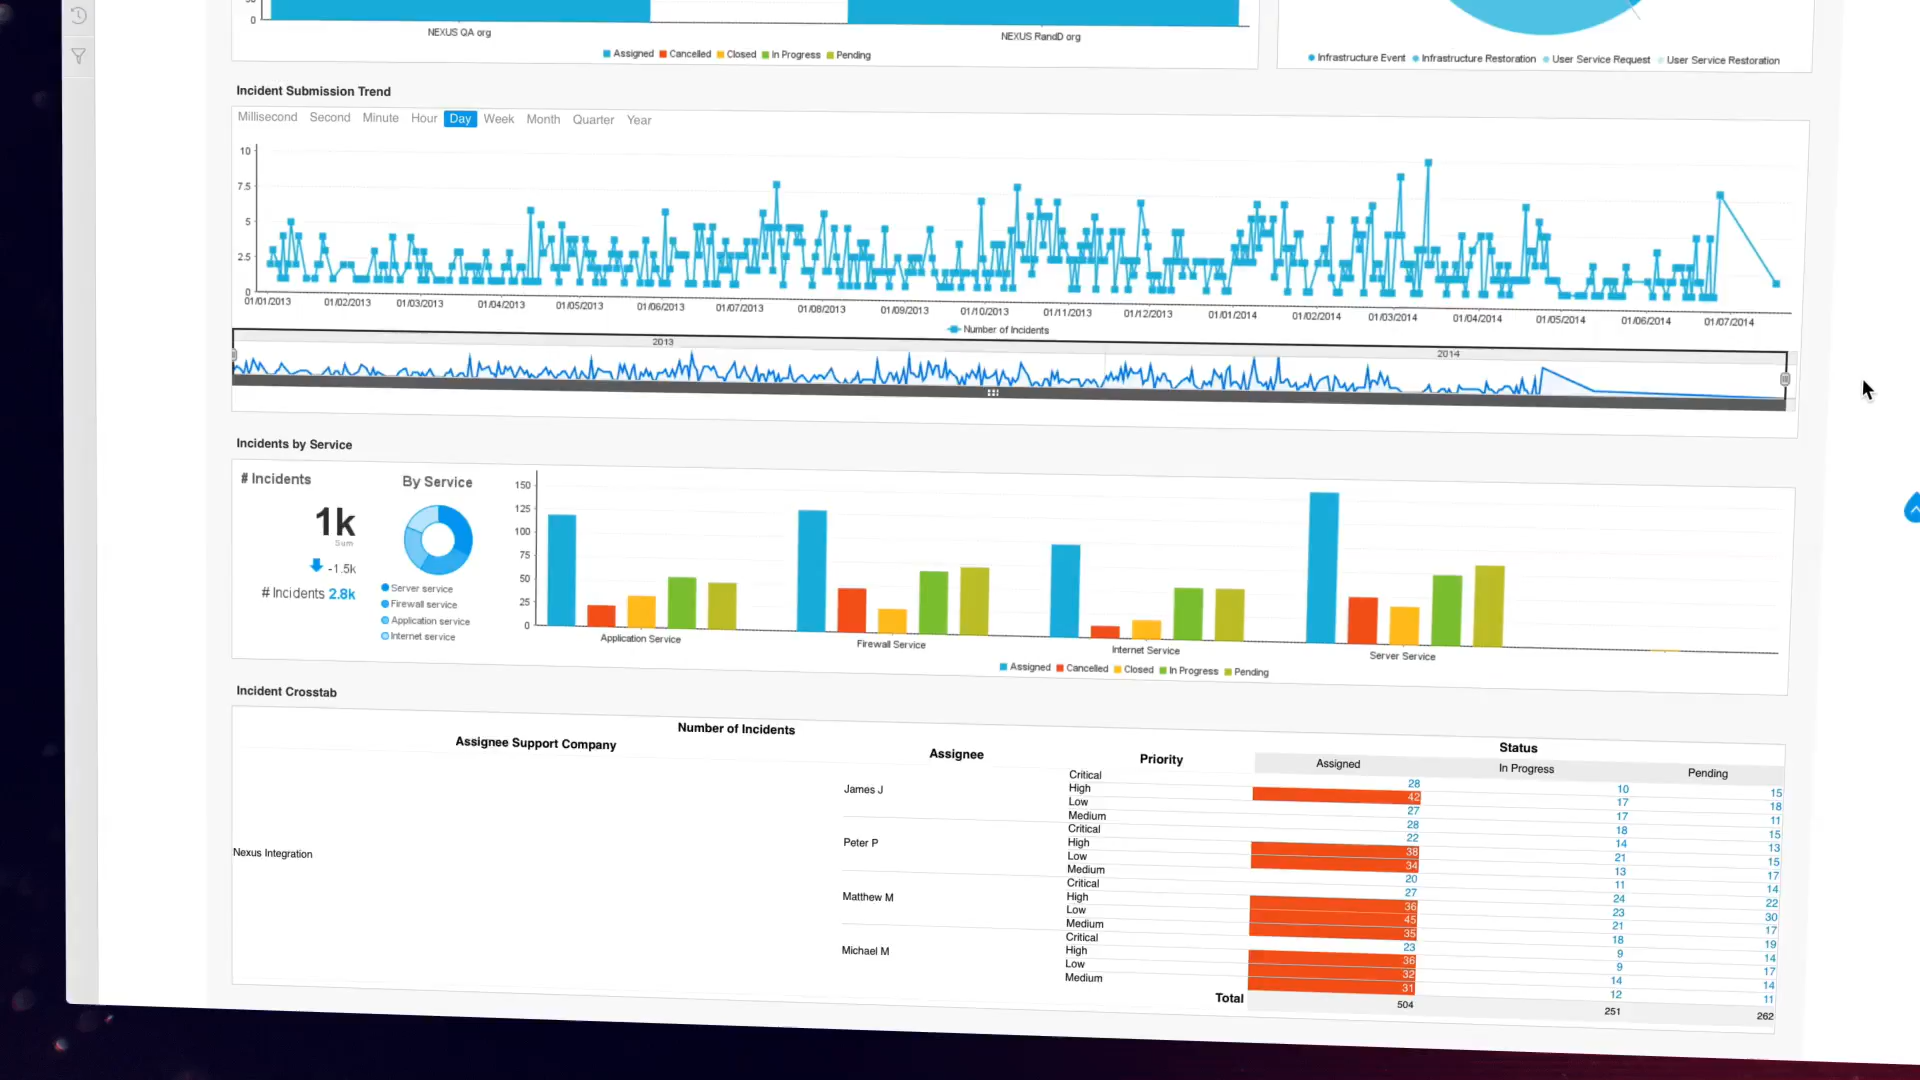 0
NEXUS QA org
NEXUS RandD org
Assigned Cancelled Closed In Progress Pending
Infrastructure Event Infrastructure Restoration User Service Request User Service Restoration
Incident Submission Trend
Millisecond Second Minute Hour Day Week Month Quarter Year
10
7.5
5
2.5
0
01/01/2013 01/02/2013 01/03/2013 01/04/2013 01/05/2013 01/06/2013 01/07/2013 01/08/2013 01/09/2013 01/10/2013 01/11/2013 01/12/2013 01/01/2014 01/02/2014 01/03/2014 01/04/2014 01/05/2014 01/06/2014 01/07/2014
Number of Incidents
2013 2014
Incidents by Service
# Incidents
1k
Sum
-1.5k
# Incidents 2.8k
By Service
Server service
Firewall service
Application service
Internet service
150
125
100
75
50
25
0
Application Service Firewall Service Internet Service Server Service
Assigned Cancelled Closed In Progress Pending
Incident Crosstab
Number of Incidents
Assignee Support Company Assignee Priority Status
Assigned In Progress Pending
Nexus Integration
James J
Critical 28 10 15
High 42 17 18
Low 27 17 11
Medium 28 18 15
Peter P
Critical 22 14 13
High 38 21 15
Low 34 13 17
Medium 20 11 14
Matthew M
Critical 27 24 22
High 36 23 30
Low 45 21 17
Medium 35 18 19
Michael M
Critical 23 9 14
High 36 9 17
Low 32 14 14
Medium 31 12 11
Total 504 251 262